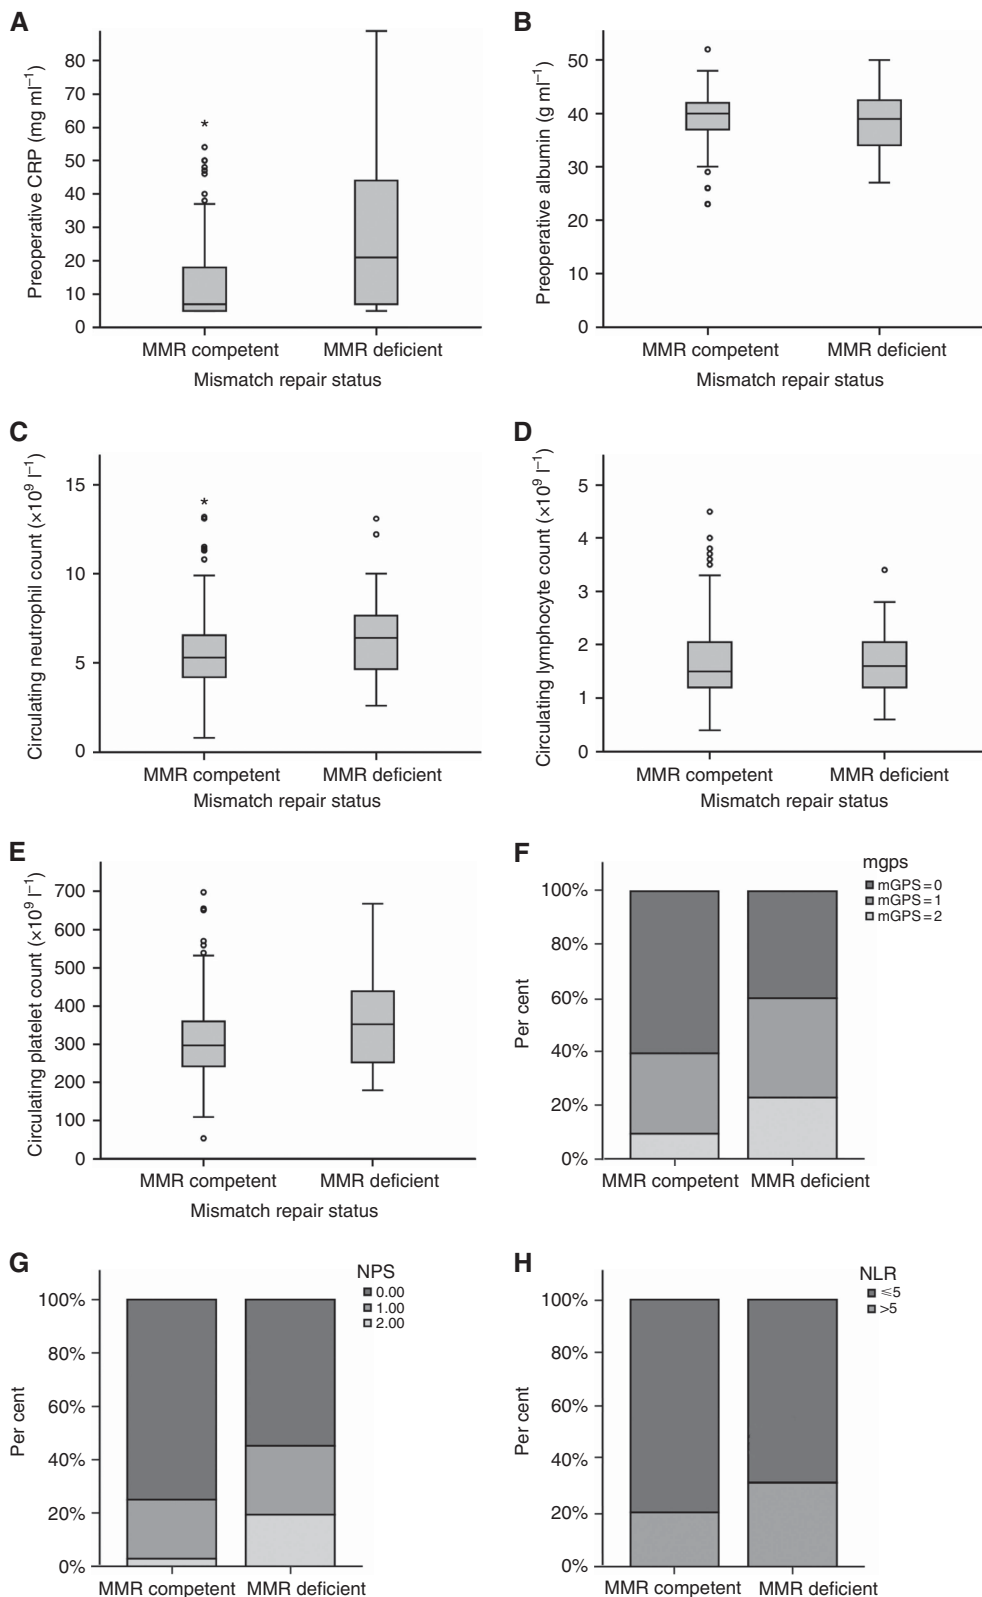 A
Preoperative CRP (mg ml⁻¹)
80
70
60
50
40
30
20
10
0
*
MMR competent MMR deficient
Mismatch repair status
B
Preoperative albumin (g ml⁻¹)
50
40
30
20
10
0
MMR competent MMR deficient
Mismatch repair status
C
Circulating neutrophil count (×10⁹ l⁻¹)
15
10
5
0
*
MMR competent MMR deficient
Mismatch repair status
D
Circulating lymphocyte count (×10⁹ l⁻¹)
5
4
3
2
1
0
MMR competent MMR deficient
Mismatch repair status
E
Circulating platelet count (×10⁹ l⁻¹)
700
600
500
400
300
200
100
0
MMR competent MMR deficient
Mismatch repair status
F
mgps
mGPS=0
mGPS=1
mGPS=2
Per cent
100%
80%
60%
40%
20%
0%
MMR competent MMR deficient
G
NPS
0.00
1.00
2.00
Per cent
100%
80%
60%
40%
20%
0%
MMR competent MMR deficient
H
NLR
⩽5
>5
Per cent
100%
80%
60%
40%
20%
0%
MMR competent MMR deficient